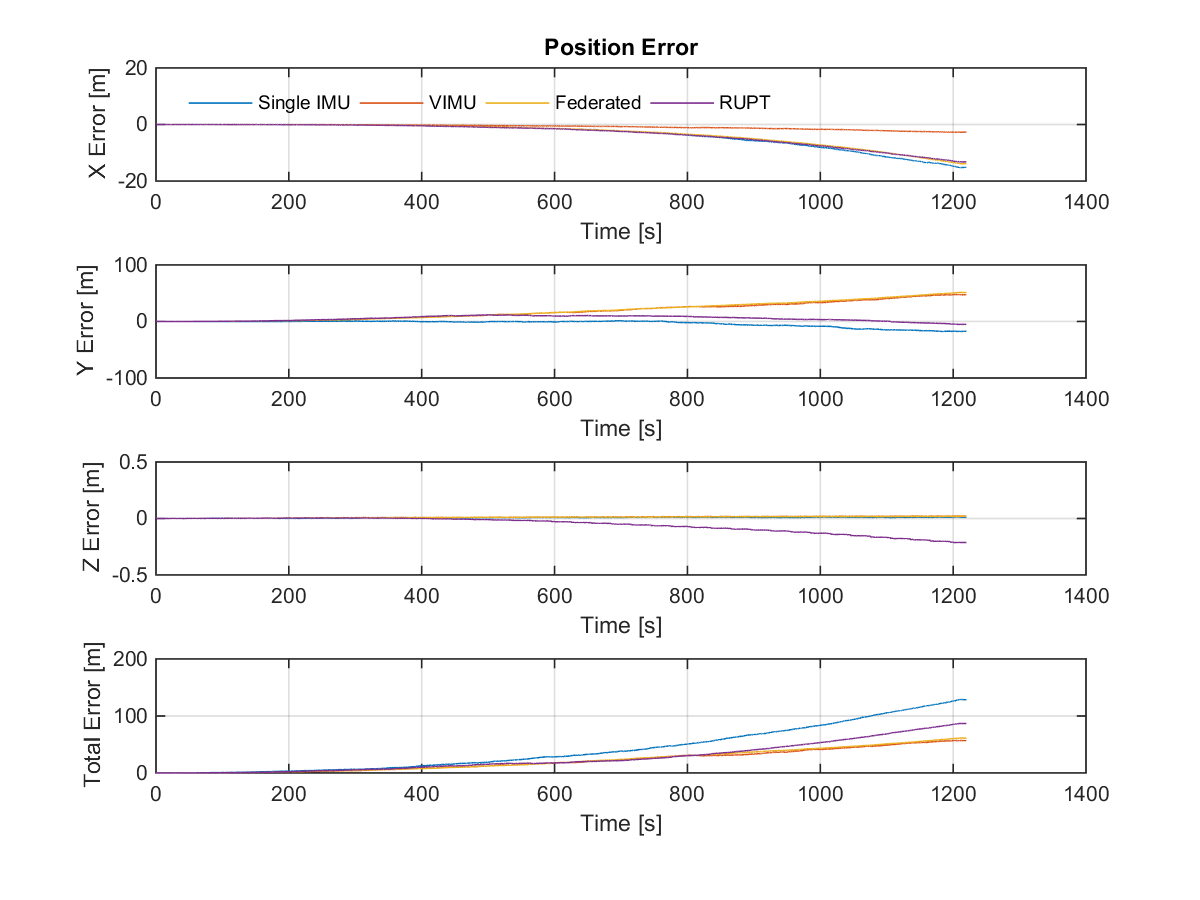 Position Error
20
0
-20
X Error [m]
Single IMU VIMU Federated RUPT
0 200 400 600 800 1000 1200 1400
Time [s]
100
0
-100
Y Error [m]
0 200 400 600 800 1000 1200 1400
Time [s]
0.5
0
-0.5
Z Error [m]
0 200 400 600 800 1000 1200 1400
Time [s]
200
100
0
Total Error [m]
0 200 400 600 800 1000 1200 1400
Time [s]